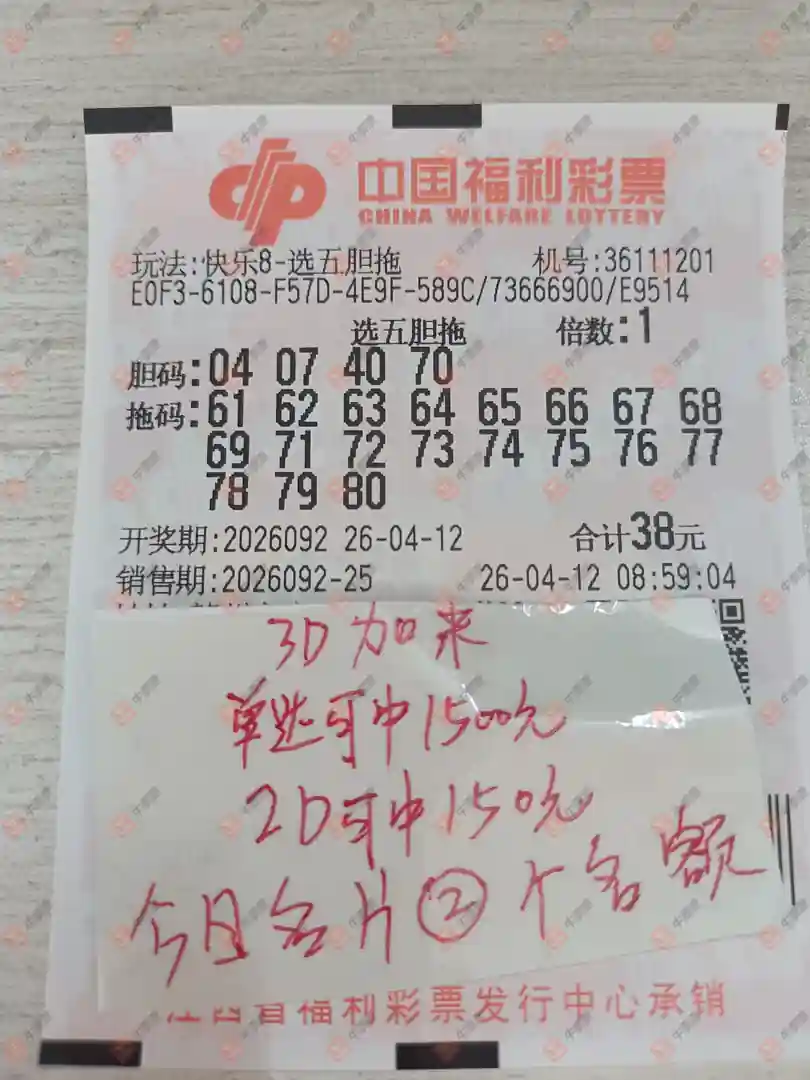 中国福利彩票
CHINA WELFARE LOTTERY
玩法:快乐8-选五胆拖 机号:36111201
E0F3-6108-F57D-4E9F-589C/73666900/E9514
选五胆拖 倍数:1
胆码:04 07 40 70
拖码:61 62 63 64 65 66 67 68
69 71 72 73 74 75 76 77
78 79 80
开奖期:2026092 26-04-12 合计38元
销售期:2026092-25 26-04-12 08:59:04
3D加来
单选可中1500元
2D可中150元
今日名片②个名额
省福利彩票发行中心承销